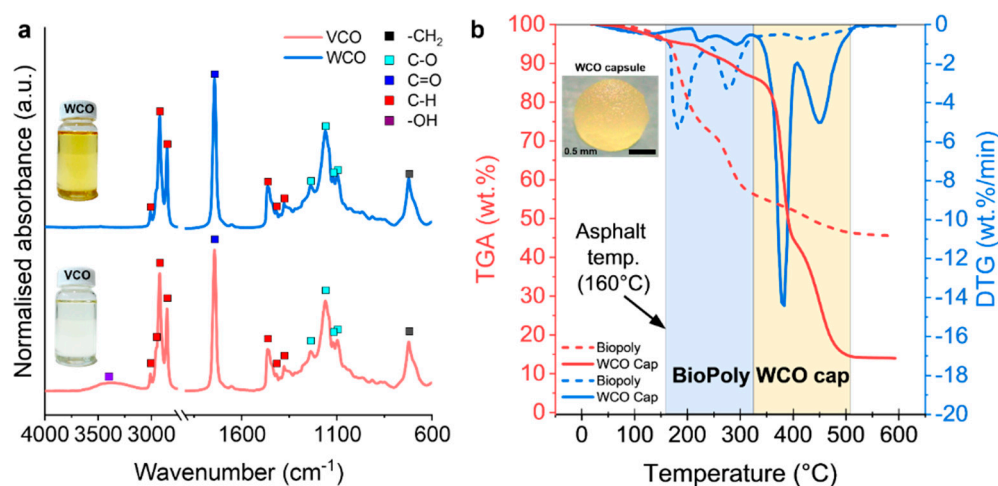 a
VCO
WCO
-CH2
C-O
C=O
C-H
-OH
WCO
VCO
Normalised absorbance (a.u.)
4000 3500 3000 1600 1100 600
Wavenumber (cm-1)
b
100
90
80
70
60
50
40
30
20
10
0
TGA (wt.%)
WCO capsule
0.5 mm
Asphalt
temp.
(160°C)
Biopoly
WCO Cap
Biopoly
WCO Cap
BioPoly WCO cap
0
-2
-4
-6
-8
-10
-12
-14
-16
-18
-20
DTG (wt.%/min)
0 100 200 300 400 500 600
Temperature (°C)